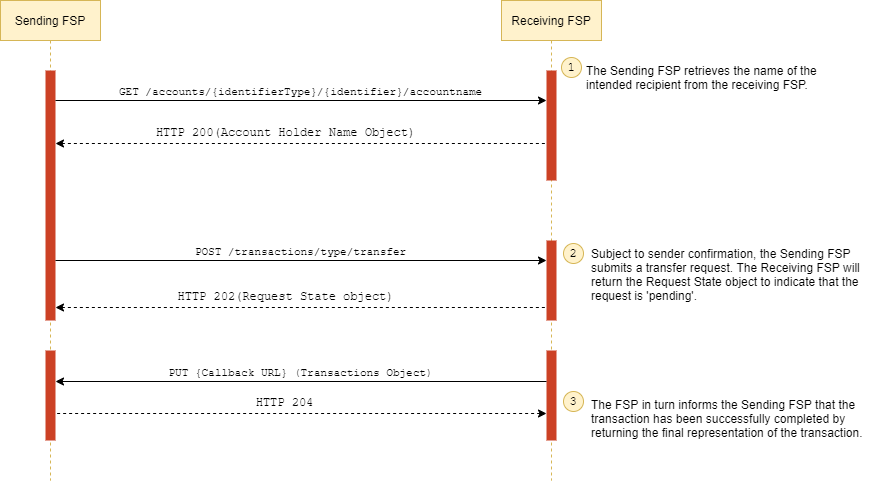 Sending FSP
Receiving FSP
1
The Sending FSP retrieves the name of the
intended recipient from the receiving FSP.
GET /accounts/{identifierType}/{identifier}/accountname
HTTP 200(Account Holder Name Object)
POST /transactions/type/transfer
2
Subject to sender confirmation, the Sending FSP
submits a transfer request. The Receiving FSP will
return the Request State object to indicate that the
request is 'pending'.
HTTP 202(Request State object)
PUT {Callback URL} (Transactions Object)
HTTP 204
3
The FSP in turn informs the Sending FSP that the
transaction has been successfully completed by
returning the final representation of the transaction.